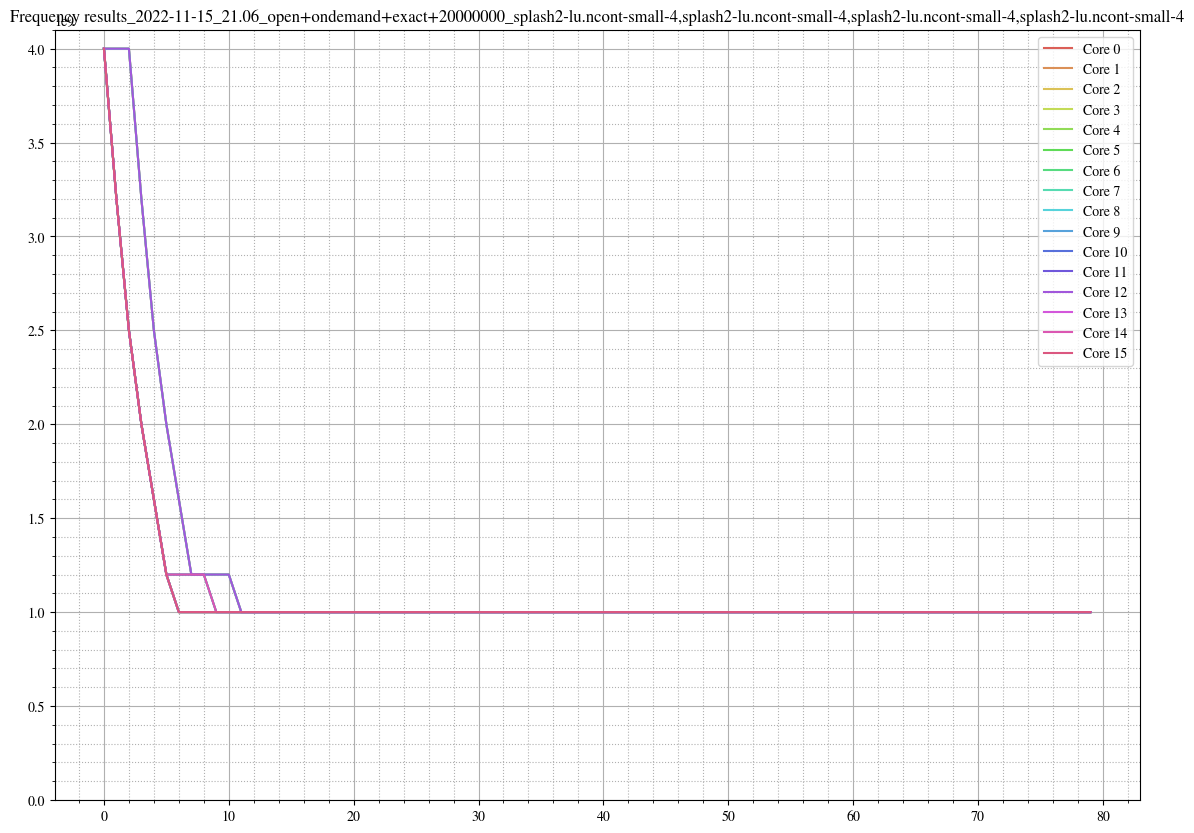 Frequency results_2022-11-15_21.06_open+ondemand+exact+20000000_splash2-lu.ncont-small-4,splash2-lu.ncont-small-4,splash2-lu.ncont-small-4,splash2-lu.ncont-small-4
1e9
4.0
3.5
3.0
2.5
2.0
1.5
1.0
0.5
0.0
0 10 20 30 40 50 60 70 80
Core 0
Core 1
Core 2
Core 3
Core 4
Core 5
Core 6
Core 7
Core 8
Core 9
Core 10
Core 11
Core 12
Core 13
Core 14
Core 15